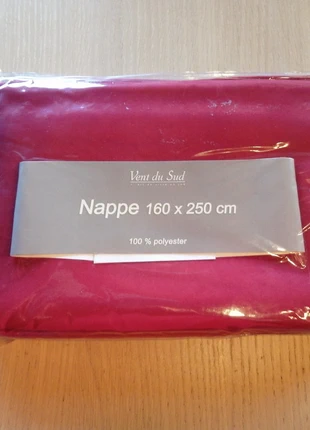 Vent du Sud
Nappe 160 x 250 cm
100 % polyester